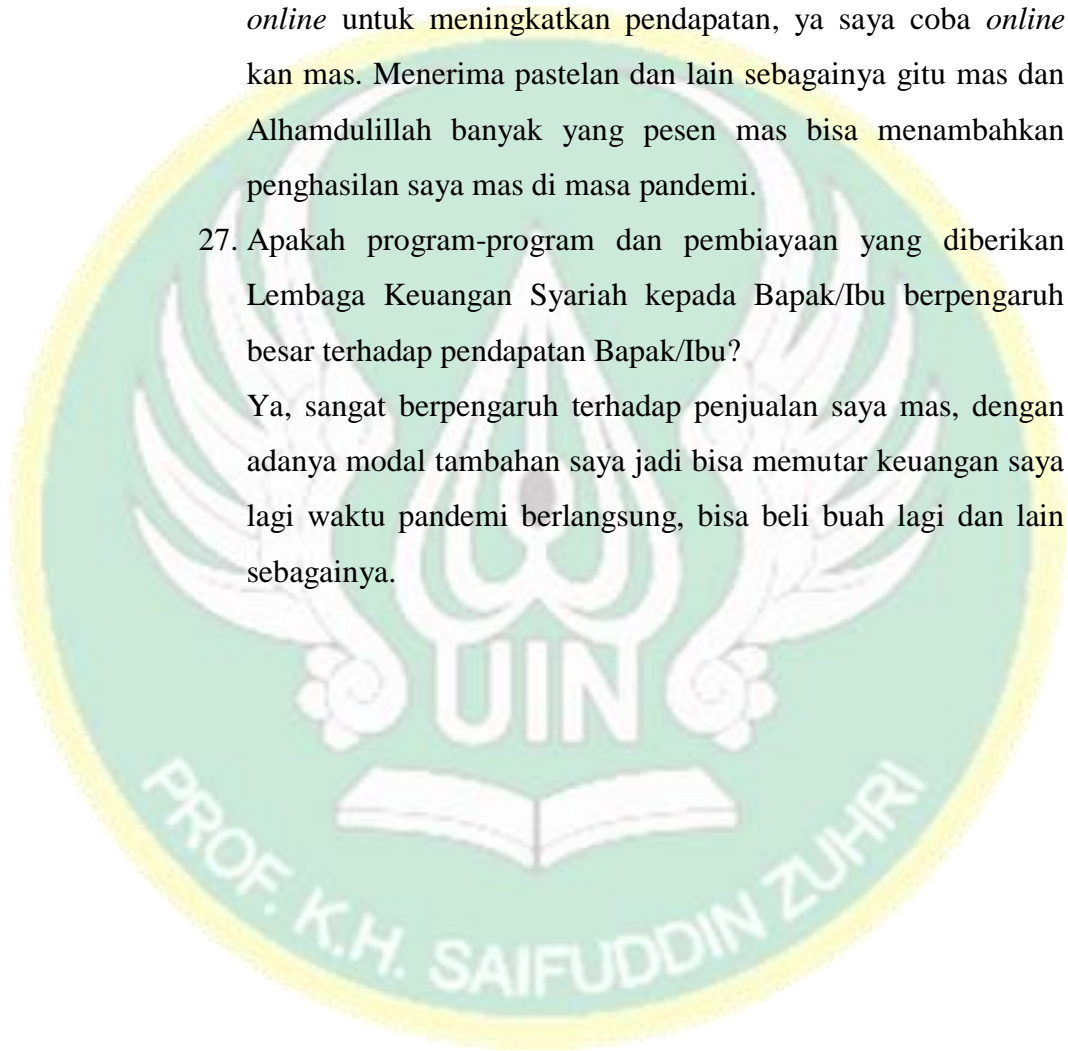 online untuk meningkatkan pendapatan, ya saya coba online
kan mas. Menerima pastelan dan lain sebagainya gitu mas dan
Alhamdulillah banyak yang pesen mas bisa menambahkan
penghasilan saya mas di masa pandemi.
27. Apakah program-program dan pembiayaan yang diberikan
Lembaga Keuangan Syariah kepada Bapak/Ibu berpengaruh
besar terhadap pendapatan Bapak/Ibu?
Ya, sangat berpengaruh terhadap penjualan saya mas, dengan
adanya modal tambahan saya jadi bisa memutar keuangan saya
lagi waktu pandemi berlangsung, bisa beli buah lagi dan lain
sebagainya.
UIN
PROF. K.H. SAIFUDDIN ZUHRI